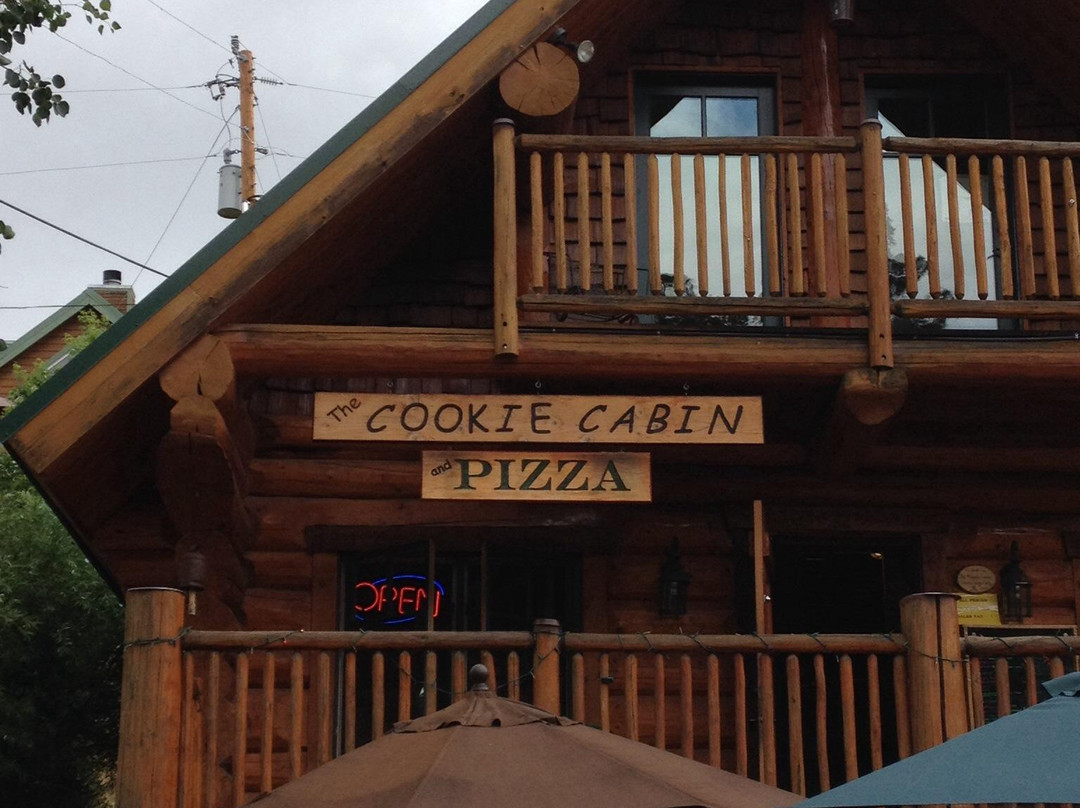 The COOKIE CABIN
and PIZZA
OPEN